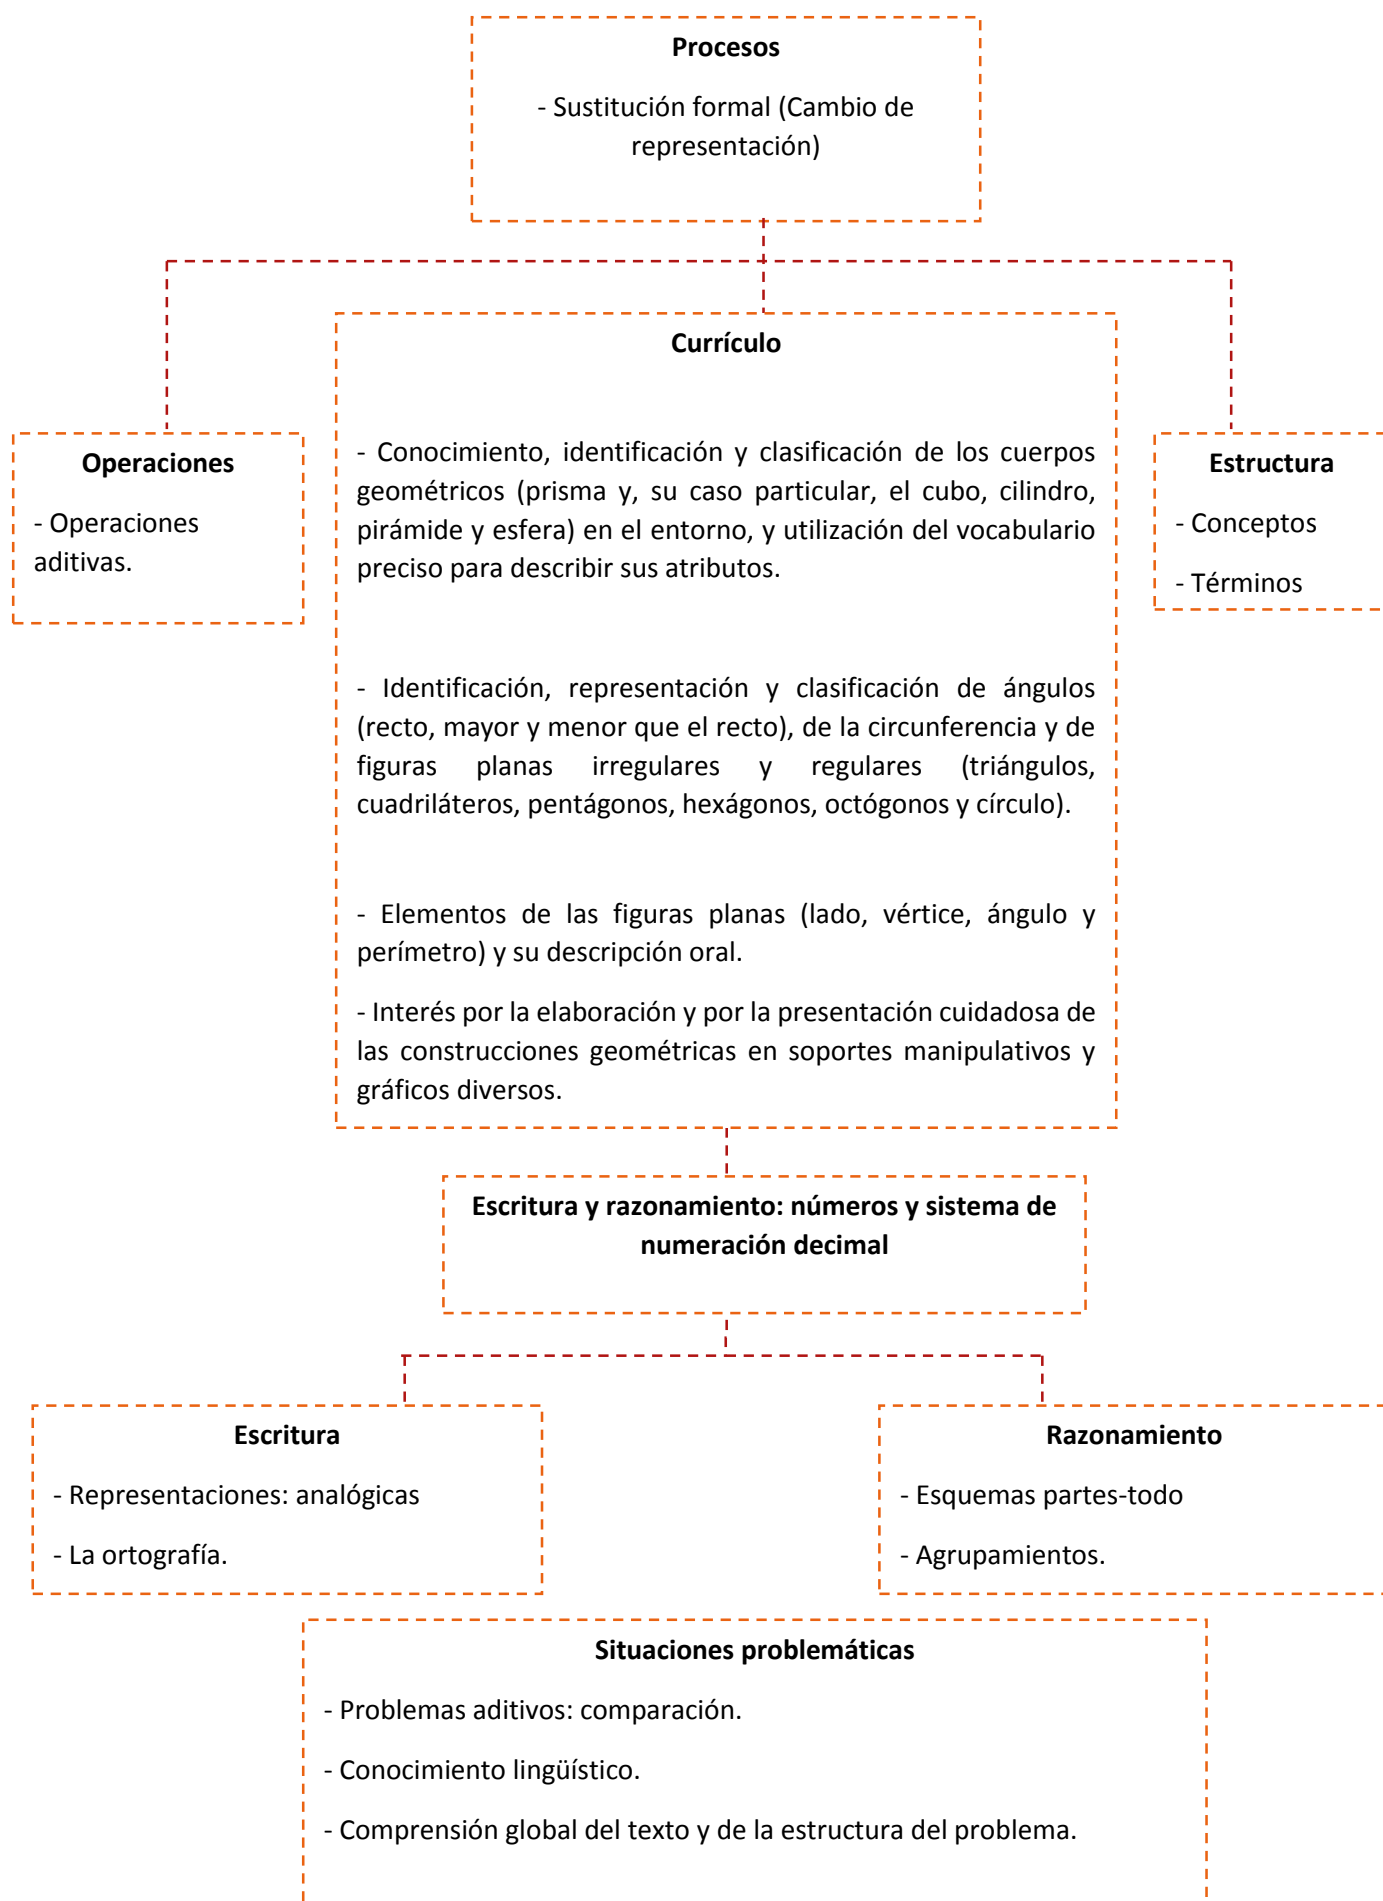 Procesos
- Sustitución formal (Cambio de
representación)
Currículo
- Conocimiento, identificación y clasificación de los cuerpos
geométricos (prisma y, su caso particular, el cubo, cilindro,
pirámide y esfera) en el entorno, y utilización del vocabulario
preciso para describir sus atributos.
- Identificación, representación y clasificación de ángulos
(recto, mayor y menor que el recto), de la circunferencia y de
figuras planas irregulares y regulares (triángulos,
cuadriláteros, pentágonos, hexágonos, octógonos y círculo).
- Elementos de las figuras planas (lado, vértice, ángulo y
perímetro) y su descripción oral.
- Interés por la elaboración y por la presentación cuidadosa de
las construcciones geométricas en soportes manipulativos y
gráficos diversos.
Operaciones
- Operaciones
aditivas.
Estructura
- Conceptos
- Términos
Escritura y razonamiento: números y sistema de
numeración decimal
Escritura
- Representaciones: analógicas
- La ortografía.
Razonamiento
- Esquemas partes-todo
- Agrupamientos.
Situaciones problemáticas
- Problemas aditivos: comparación.
- Conocimiento lingüístico.
- Comprensión global del texto y de la estructura del problema.